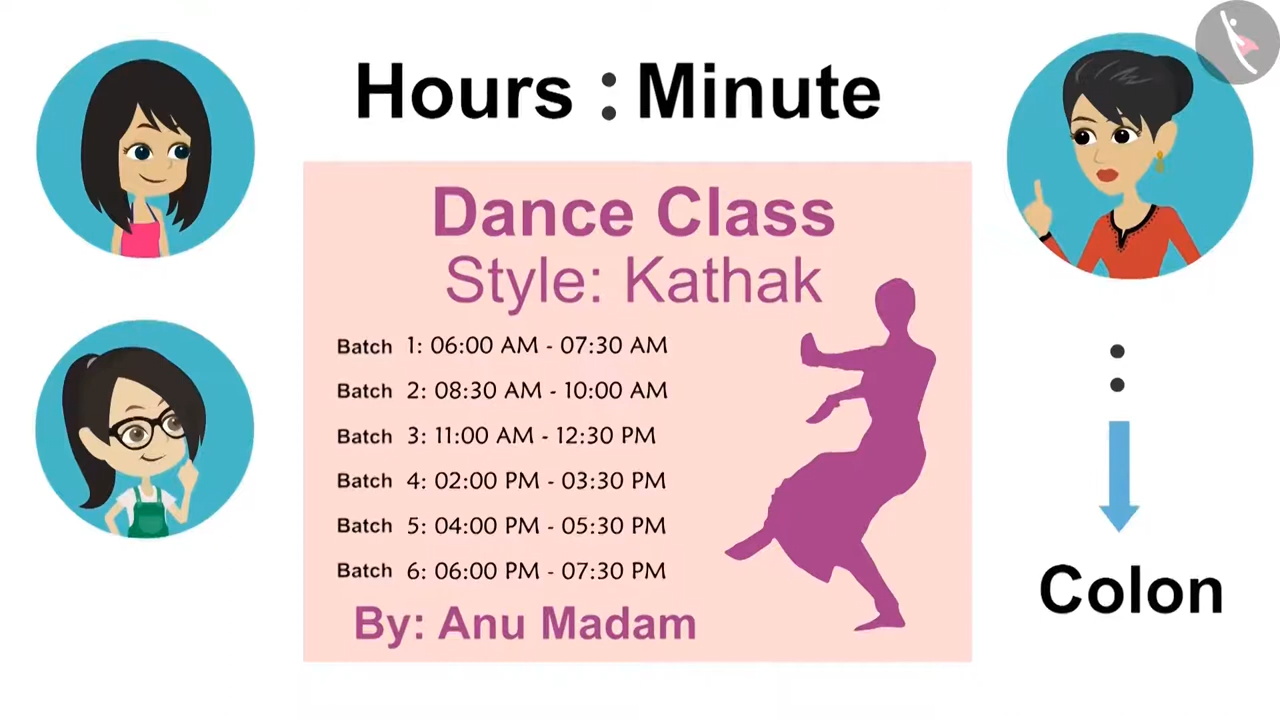 Hours : Minute
Dance Class
Style: Kathak
Batch 1: 06:00 AM - 07:30 AM
Batch 2: 08:30 AM - 10:00 AM
Batch 3: 11:00 AM - 12:30 PM
Batch 4: 02:00 PM - 03:30 PM
Batch 5: 04:00 PM - 05:30 PM
Batch 6: 06:00 PM - 07:30 PM
By: Anu Madam
:
Colon